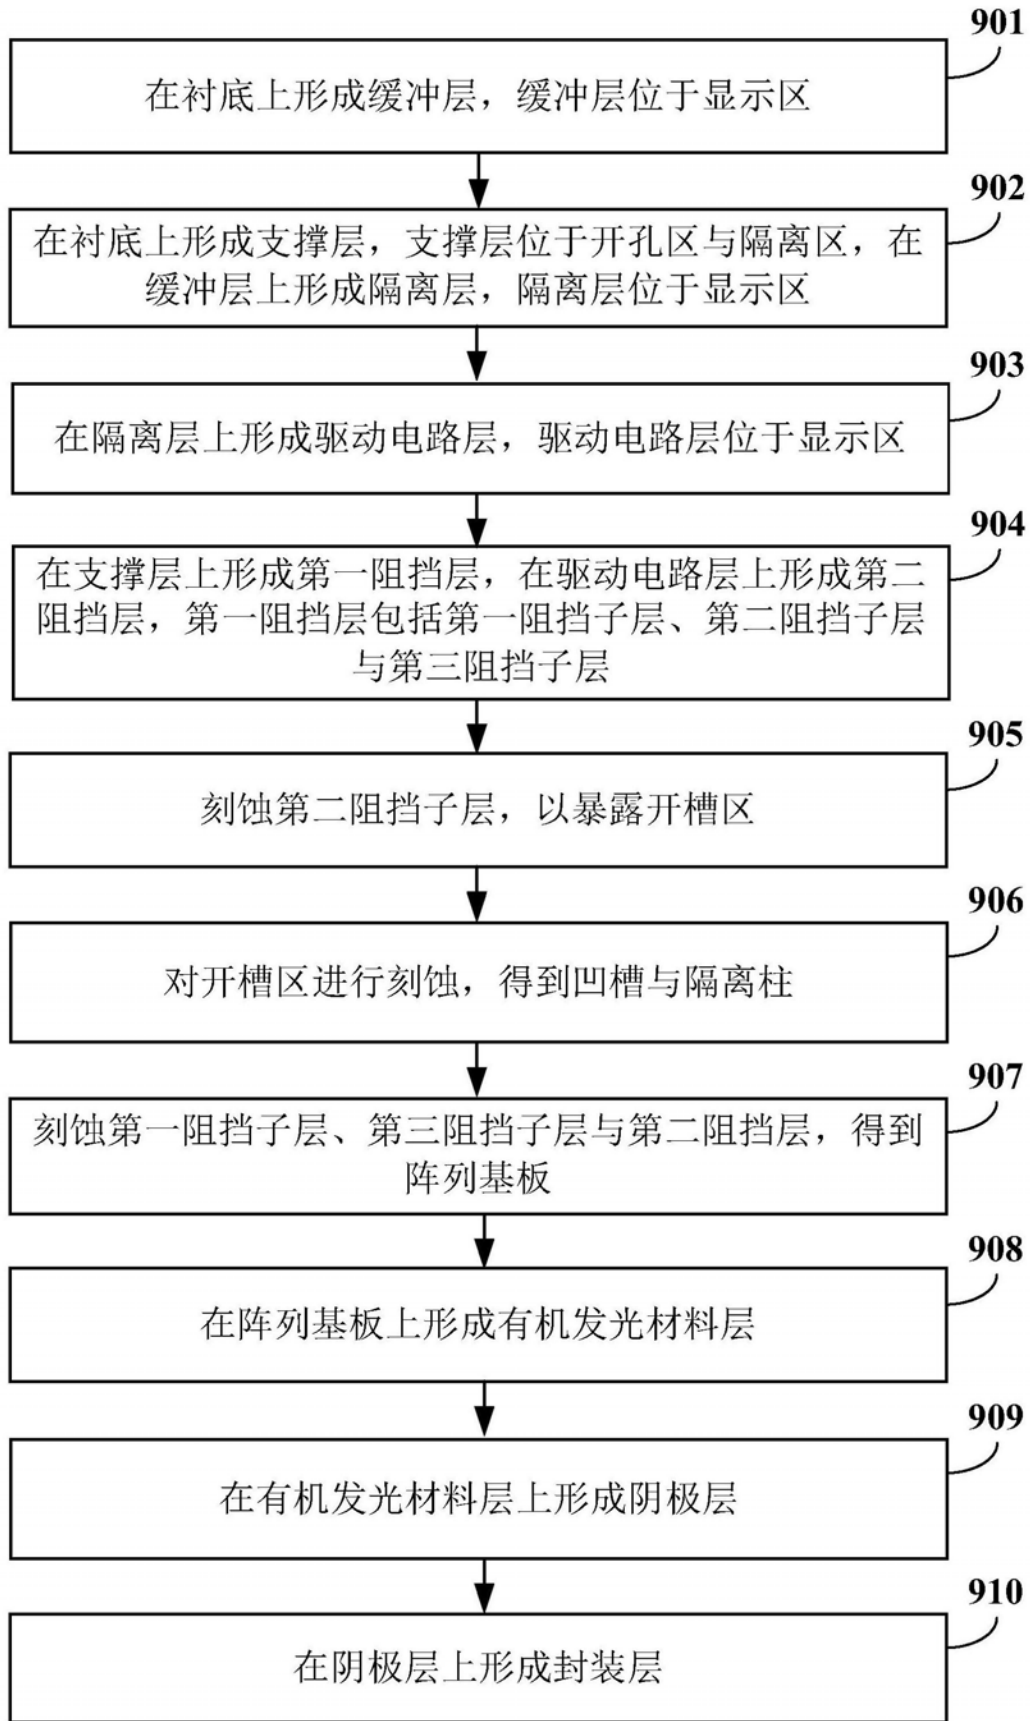 901
在衬底上形成缓冲层，缓冲层位于显示区
902
在衬底上形成支撑层，支撑层位于开孔区与隔离区，在
缓冲层上形成隔离层，隔离层位于显示区
903
在隔离层上形成驱动电路层，驱动电路层位于显示区
904
在支撑层上形成第一阻挡层，在驱动电路层上形成第二
阻挡层，第一阻挡层包括第一阻挡子层、第二阻挡子层
与第三阻挡子层
905
刻蚀第二阻挡子层，以暴露开槽区
906
对开槽区进行刻蚀，得到凹槽与隔离柱
907
刻蚀第一阻挡子层、第三阻挡子层与第二阻挡层，得到
阵列基板
908
在阵列基板上形成有机发光材料层
909
在有机发光材料层上形成阴极层
910
在阴极层上形成封装层